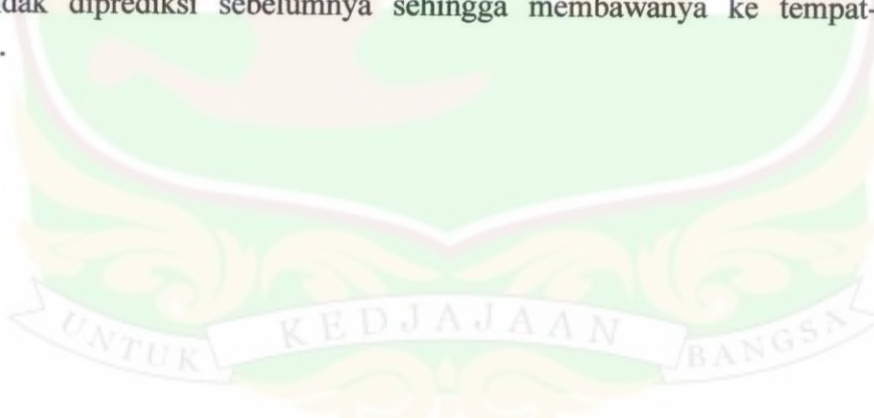 dak diprediksi sebelumnya sehingga membawanya ke tempat-
.
UNTUK KEDJAJAAN BANGSA